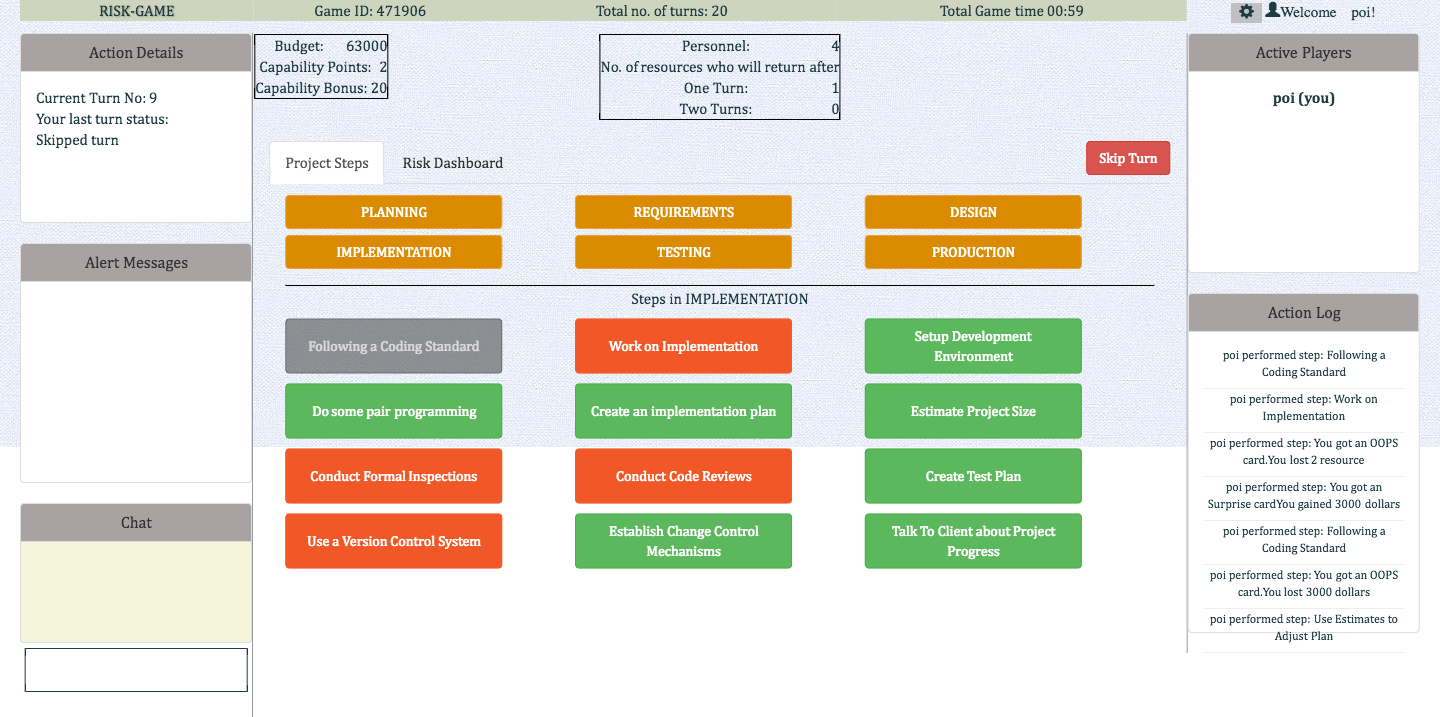 RISK-GAME
Game ID: 471906
Total no. of turns: 20
Total Game time 00:59
Welcome poi!
Action Details
Current Turn No: 9
Your last turn status:
Skipped turn
Alert Messages
Chat
Budget: 63000
Capability Points: 2
Capability Bonus: 20
Personnel: 4
No. of resources who will return after
One Turn: 1
Two Turns: 0
Project Steps
Risk Dashboard
Skip Turn
PLANNING
REQUIREMENTS
DESIGN
IMPLEMENTATION
TESTING
PRODUCTION
Steps in IMPLEMENTATION
Following a Coding Standard
Work on Implementation
Setup Development
Environment
Do some pair programming
Create an implementation plan
Estimate Project Size
Conduct Formal Inspections
Conduct Code Reviews
Create Test Plan
Use a Version Control System
Establish Change Control
Mechanisms
Talk To Client about Project
Progress
Active Players
poi (you)
Action Log
poi performed step: Following a
Coding Standard
poi performed step: Work on
Implementation
poi performed step: You got an OOPS
card.You lost 2 resource
poi performed step: You got an
Surprise cardYou gained 3000 dollars
poi performed step: Following a
Coding Standard
poi performed step: You got an OOPS
card.You lost 3000 dollars
poi performed step: Use Estimates to
Adjust Plan